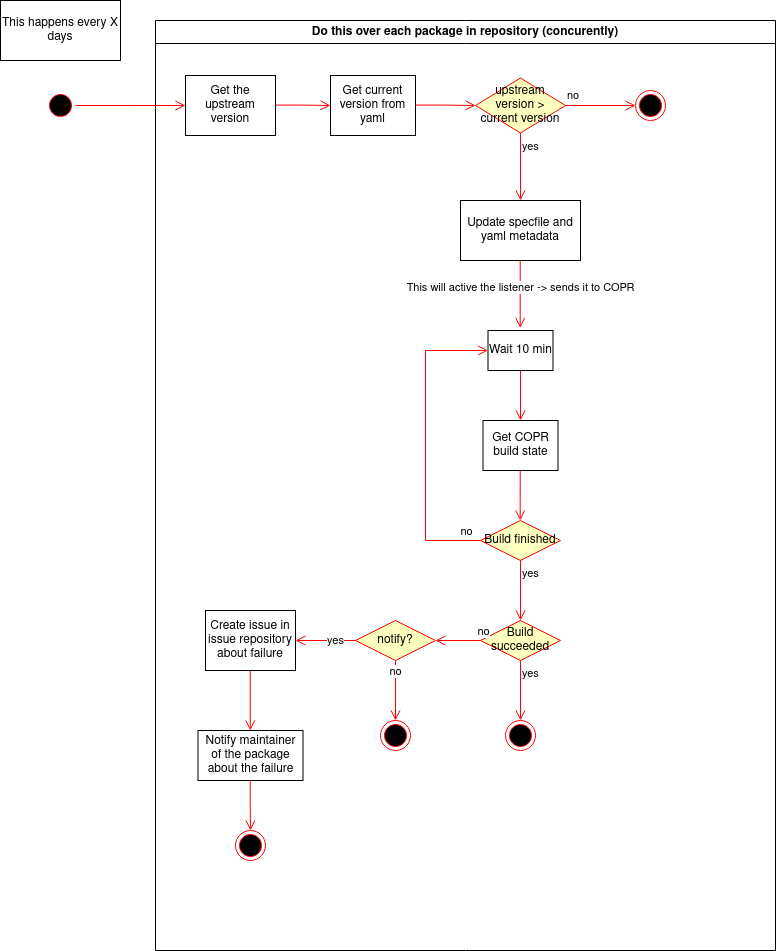 This happens every X
days
Do this over each package in repository (concurently)
Get the
upstream
version
Get current
version from
yaml
upstream
version >
current version
no
yes
Update specfile and
yaml metadata
This will active the listener -> sends it to COPR
Wait 10 min
Get COPR
build state
no
Build finished
yes
Create issue in
issue repository
about failure
yes
notify?
no
Build
succeeded
no
yes
Notify maintainer
of the package
about the failure